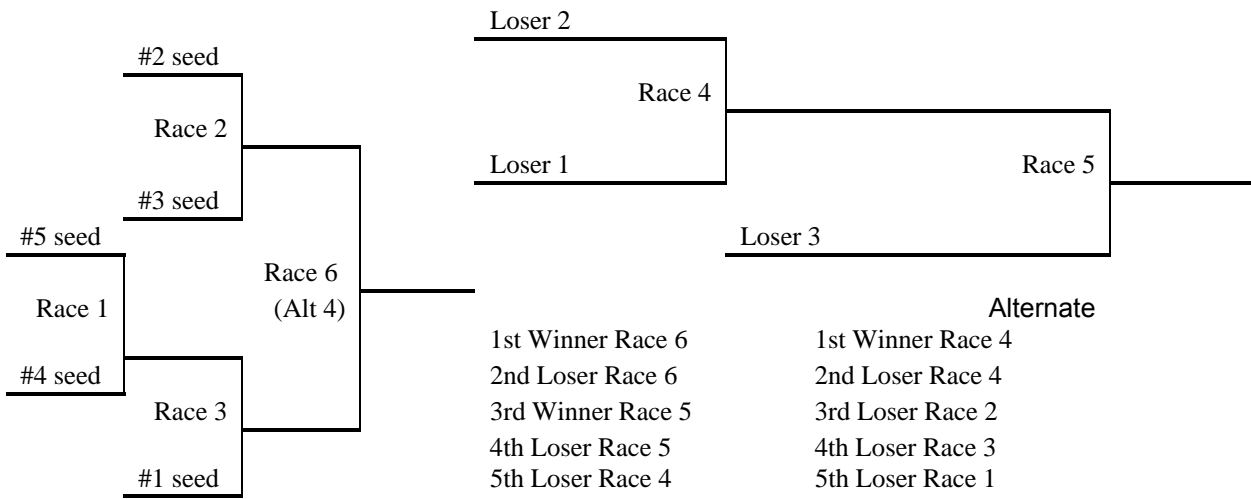 #2 seed
Race 2
#3 seed
#5 seed
Race 1
#4 seed
Race 3
#1 seed
Race 6
(Alt 4)
Loser 2
Race 4
Loser 1
Race 5
Loser 3
1st Winner Race 6
2nd Loser Race 6
3rd Winner Race 5
4th Loser Race 5
5th Loser Race 4
Alternate
1st Winner Race 4
2nd Loser Race 4
3rd Loser Race 2
4th Loser Race 3
5th Loser Race 1